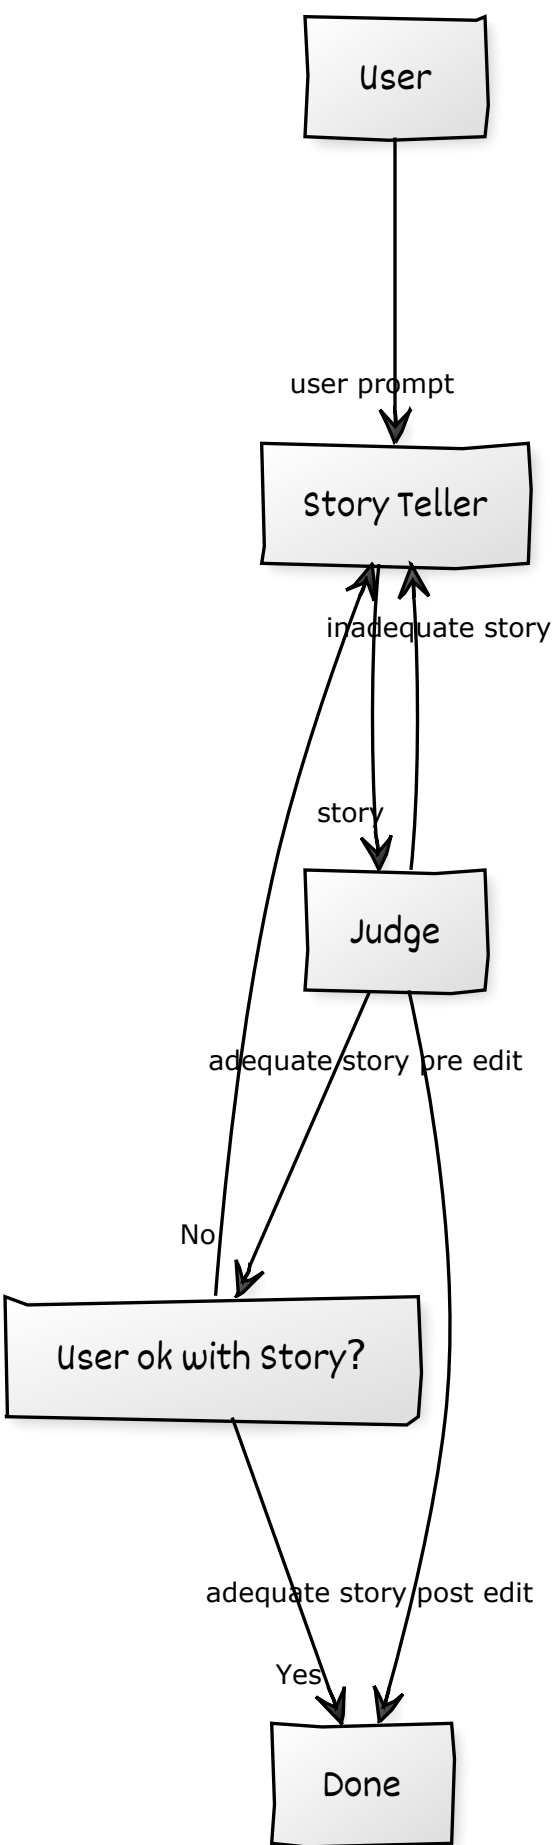 User
user prompt
Story Teller
inadequate story
story
Judge
adequate story pre edit
No
User ok with Story?
adequate story post edit
Yes
Done